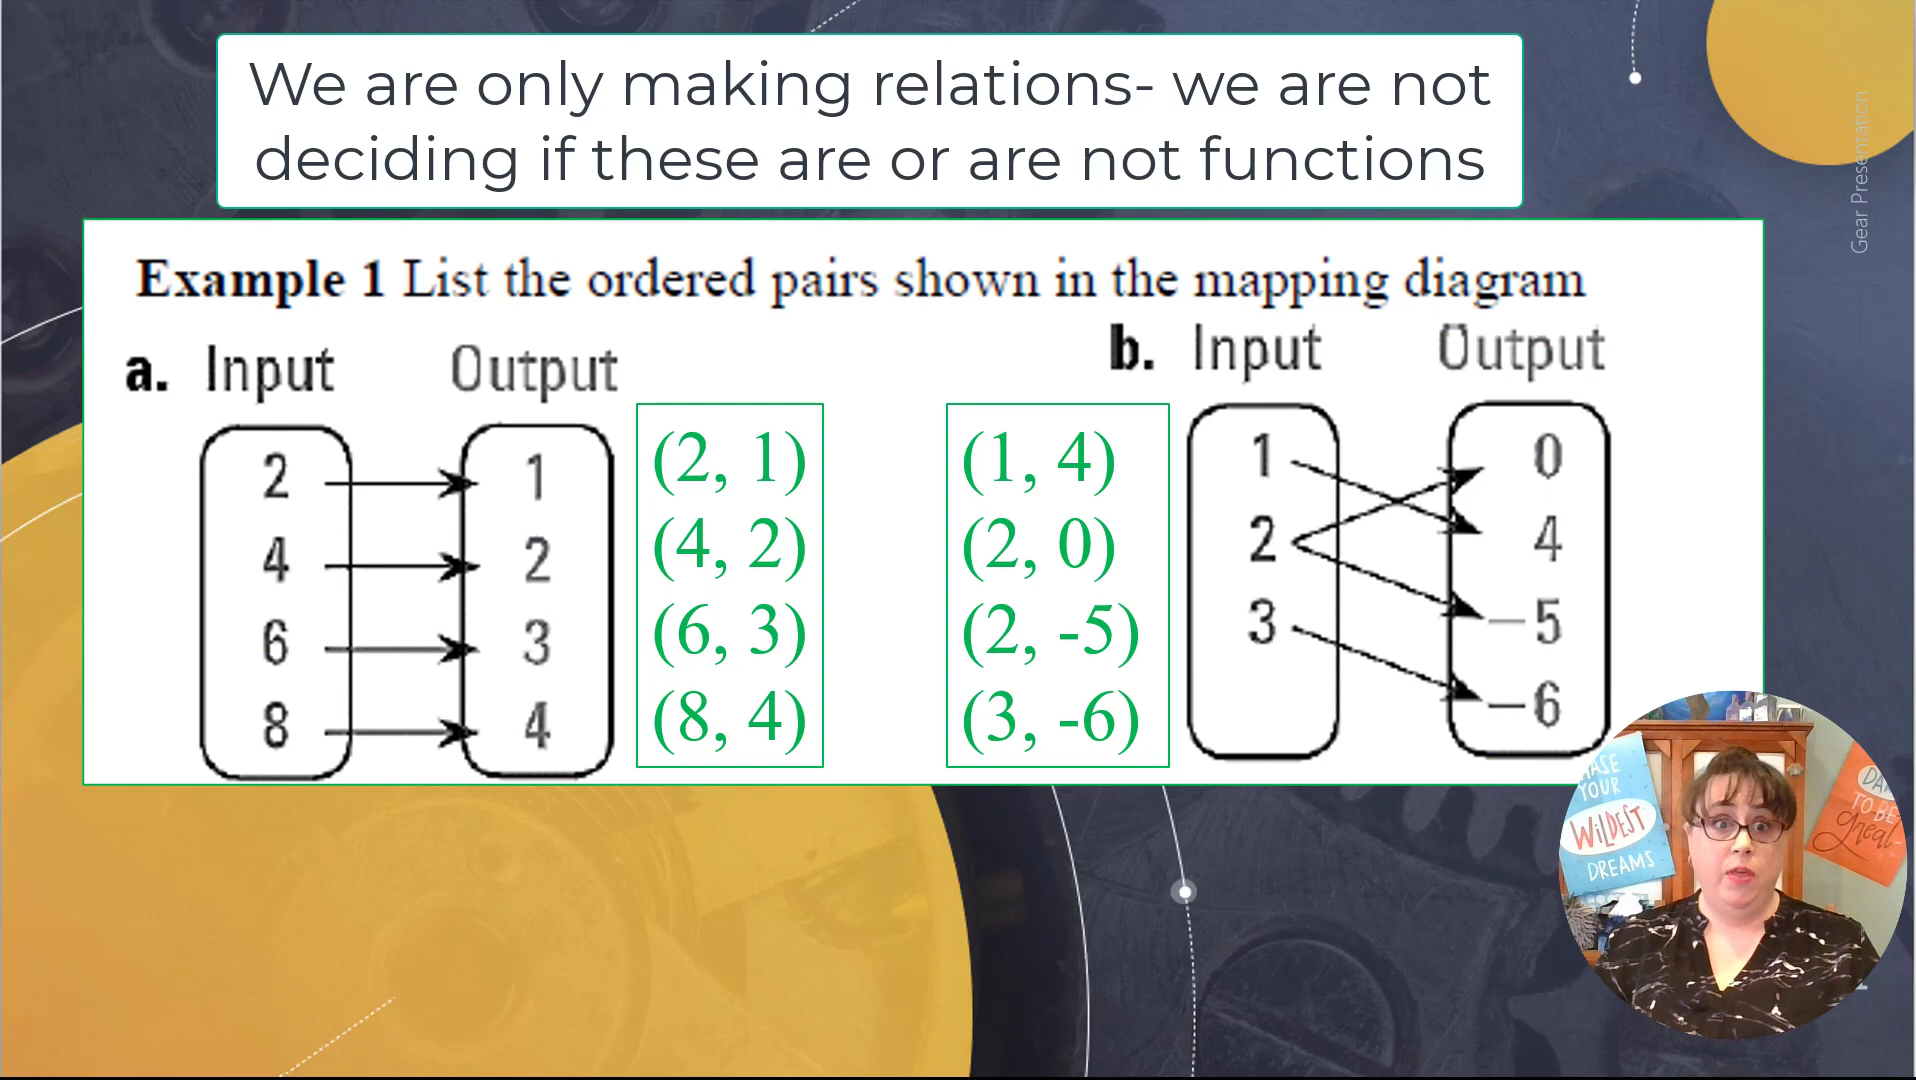 We are only making relations- we are not
deciding if these are or are not functions
Gear Presentation
Example 1 List the ordered pairs shown in the mapping diagram
a. Input Output
2 1
4 2
6 3
8 4
(2, 1)
(4, 2)
(6, 3)
(8, 4)
b. Input Output
(1, 4)
(2, 0)
(2, -5)
(3, -6)
1 0
2 4
3 −5
−6
YOUR
WILDEST
DREAMS
TO BE
great